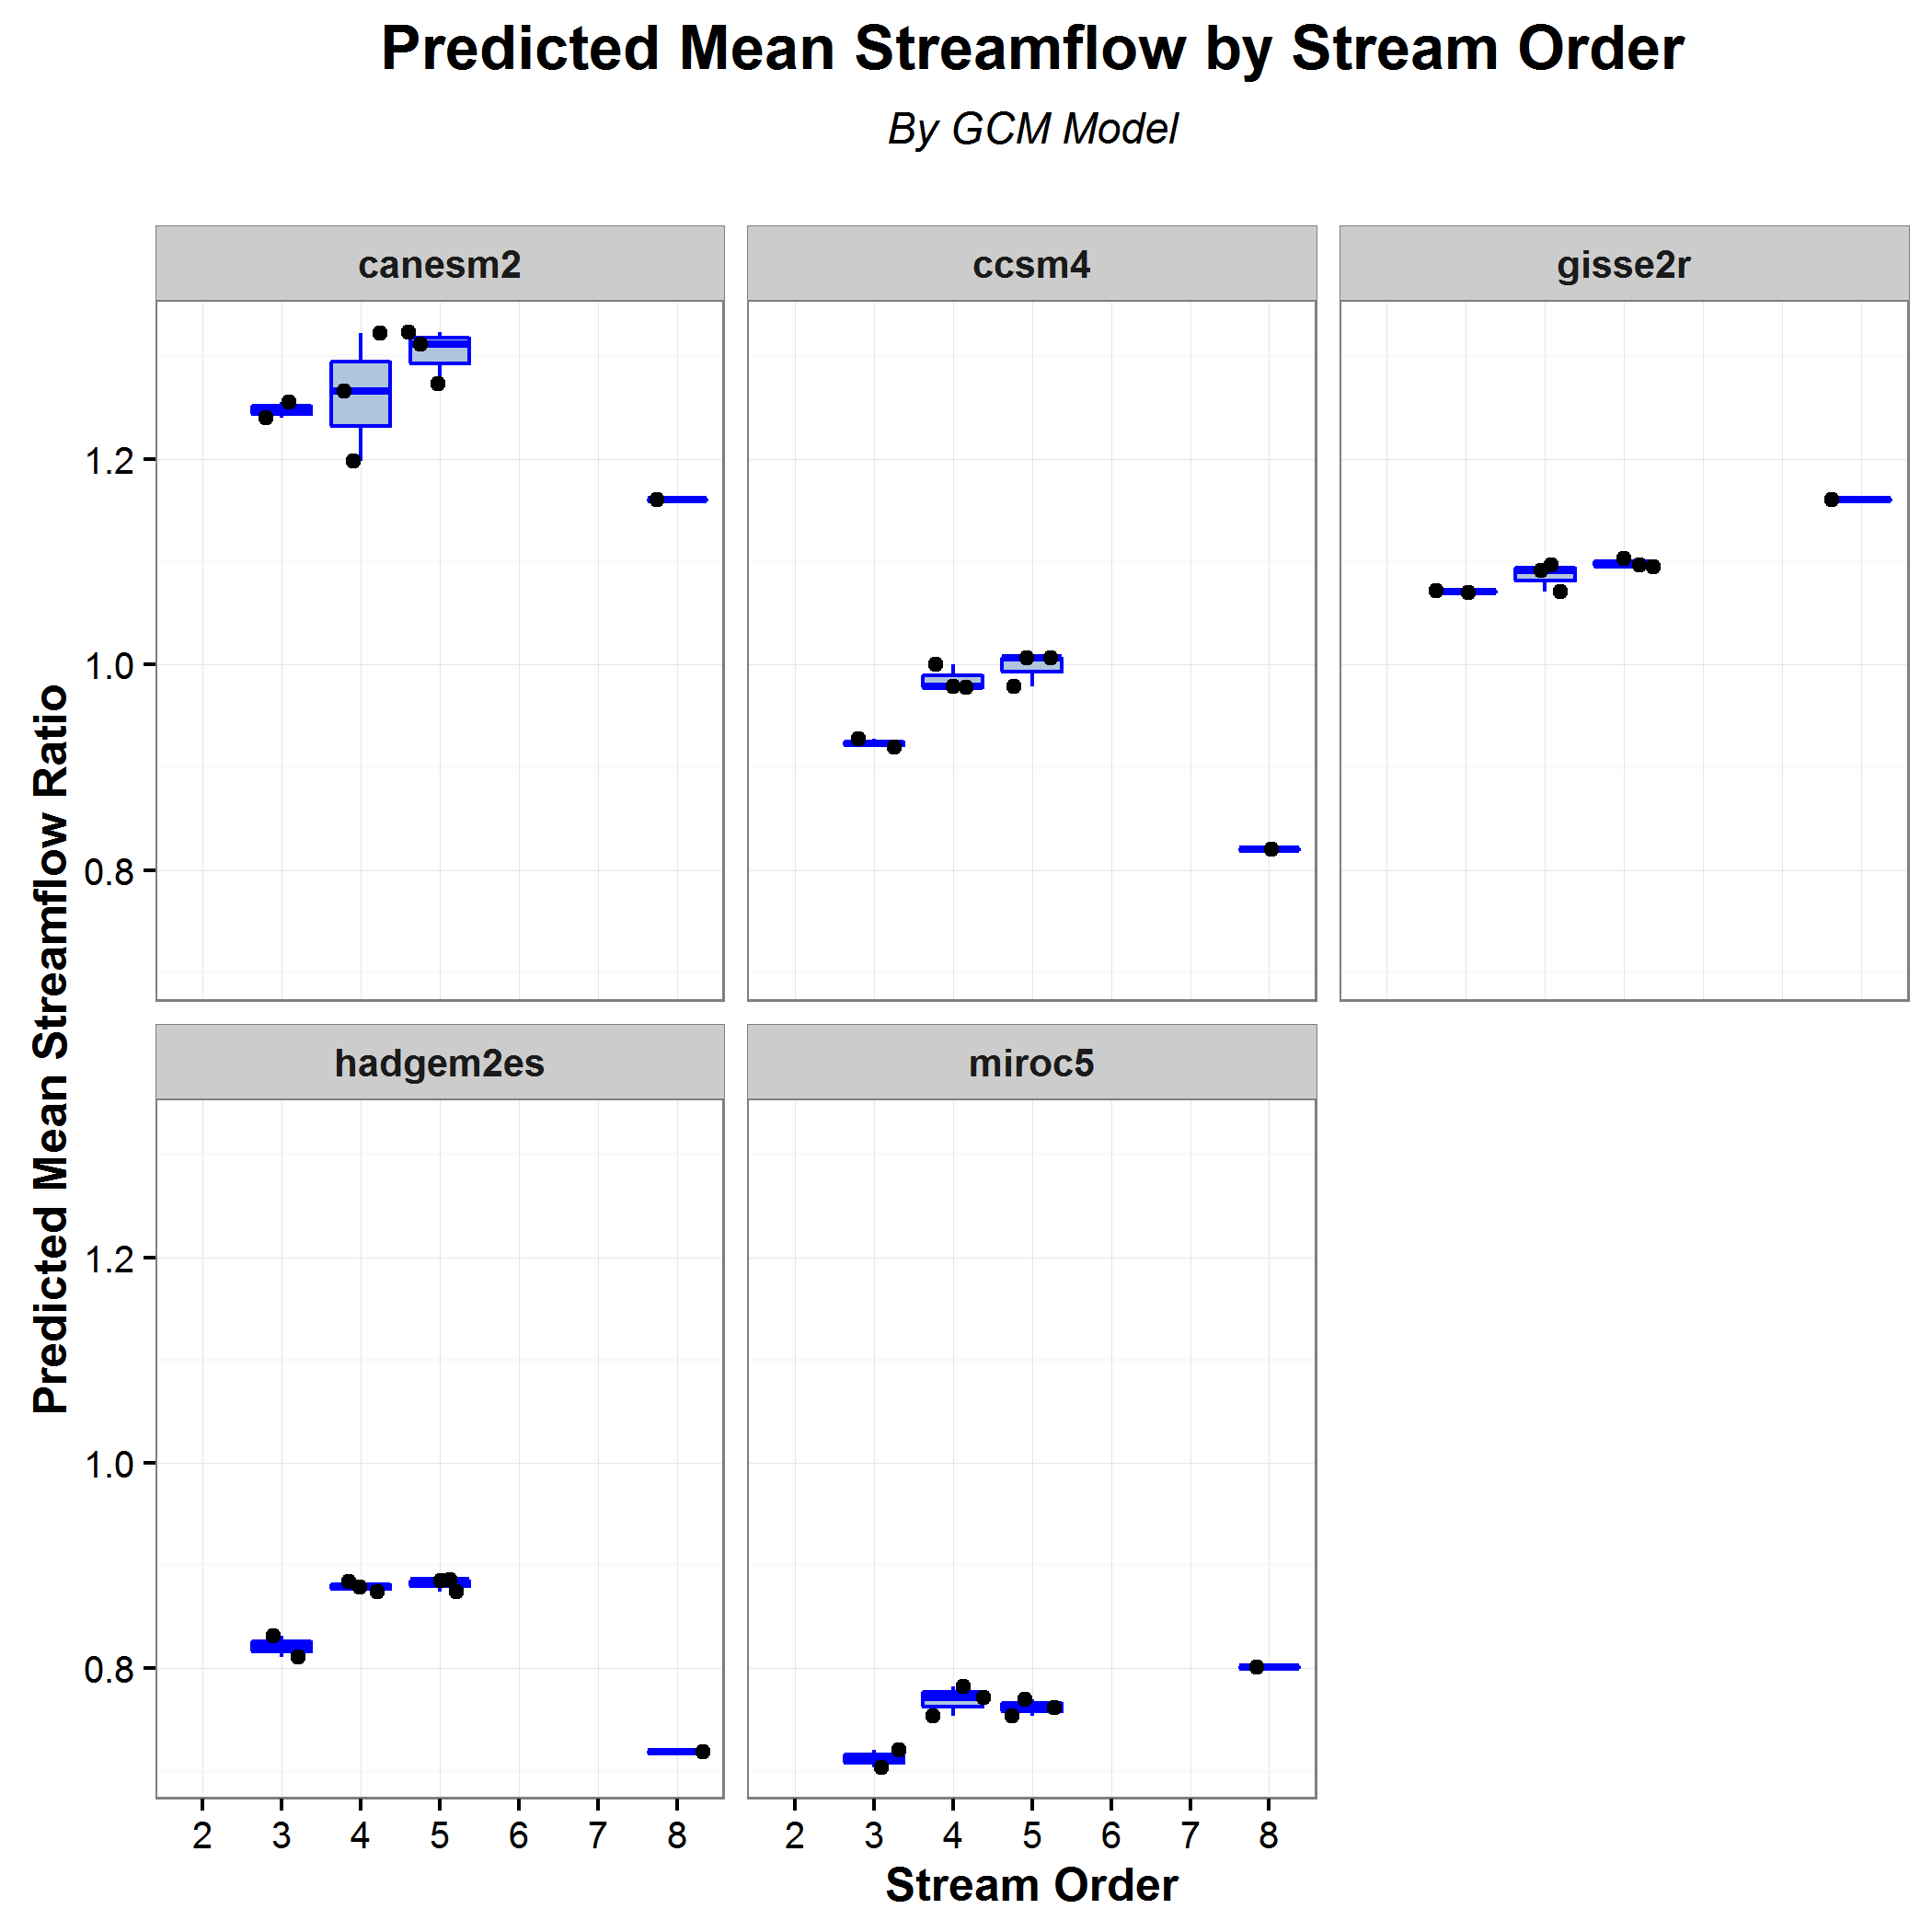 Predicted Mean Streamflow by Stream Order
By GCM Model
canesm2
ccsm4
gisse2r
1.2
1.0
0.8
Predicted Mean Streamflow Ratio
hadgem2es
miroc5
1.2
1.0
0.8
2 3 4 5 6 7 8
2 3 4 5 6 7 8
Stream Order